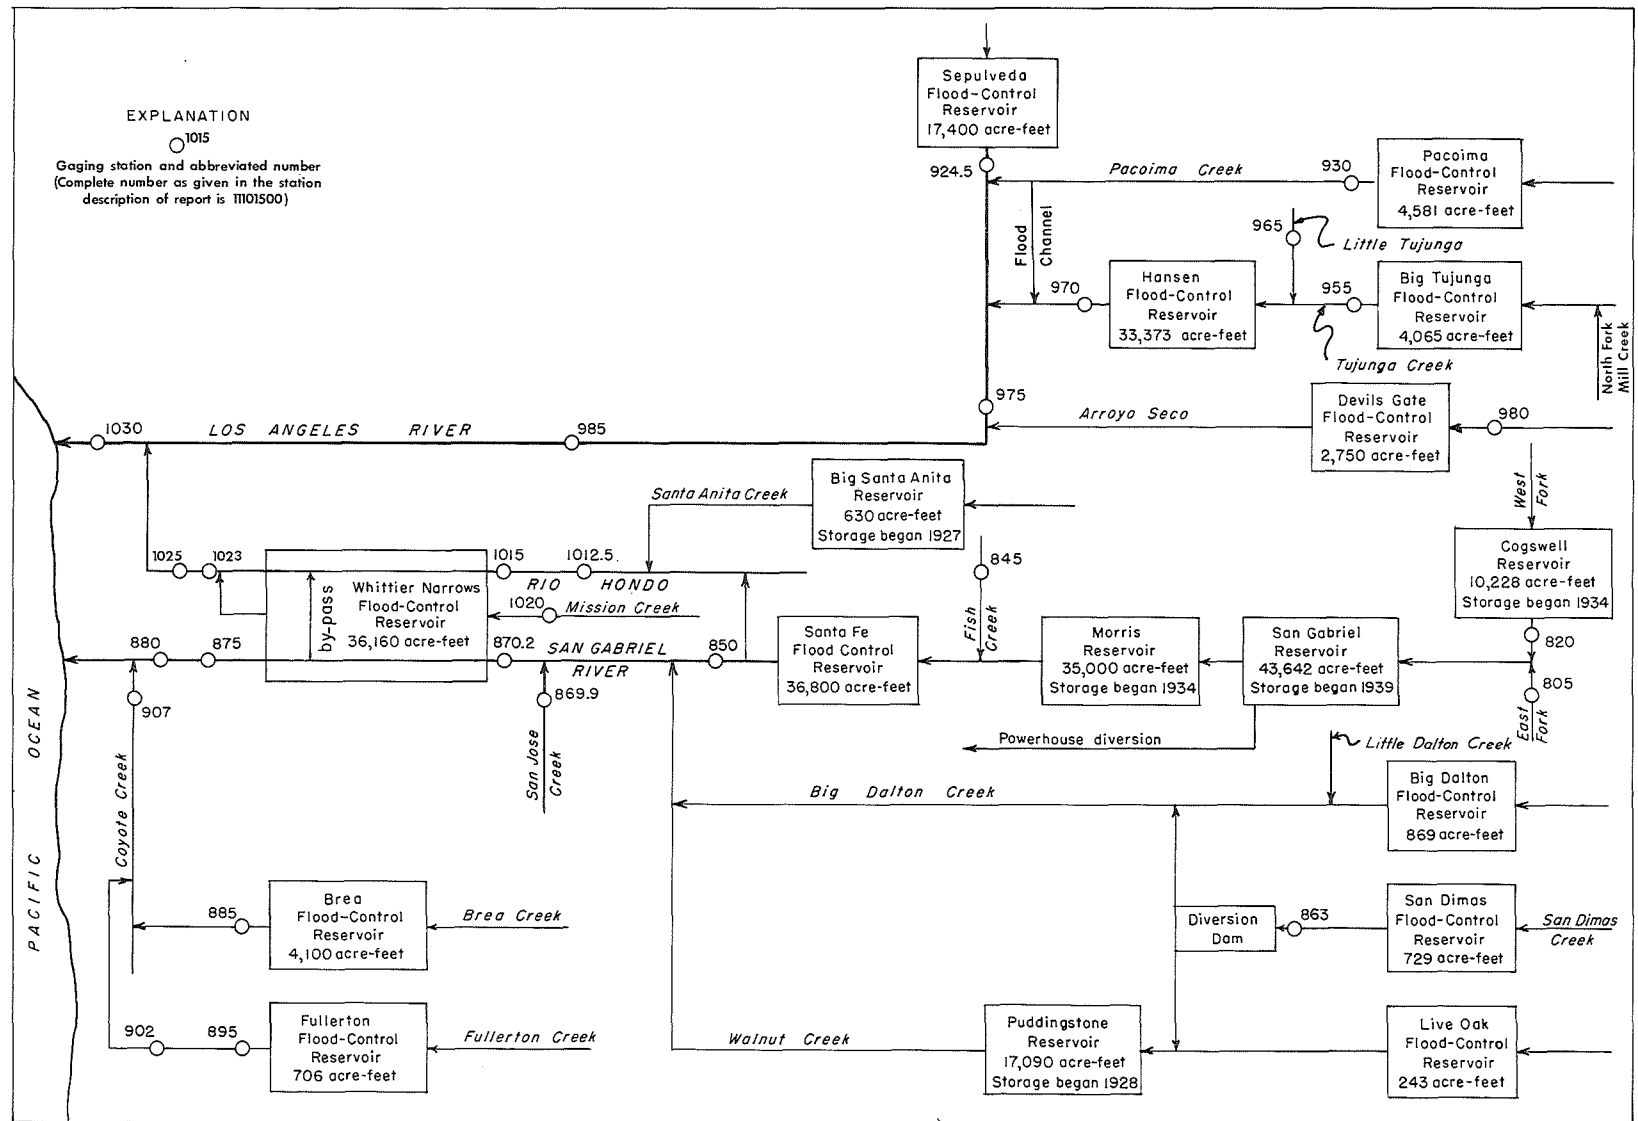 EXPLANATION
1015
Gaging station and abbreviated number
(Complete number as given in the station
description of report is 11101500)
Sepulveda
Flood-Control
Reservoir
17,400 acre-feet
924.5
Pacoima Creek
930
Pacoima
Flood-Control
Reservoir
4,581 acre-feet
Flood
Channel
965
Little Tujunga
970
Hansen
Flood-Control
Reservoir
33,373 acre-feet
955
Tujunga Creek
Big Tujunga
Flood-Control
Reservoir
4,065 acre-feet
North Fork
Mill Creek
975
Arroyo Seco
Devils Gate
Flood-Control
Reservoir
2,750 acre-feet
980
1030
LOS ANGELES RIVER
985
Santa Anita Creek
Big Santa Anita
Reservoir
630 acre-feet
Storage began 1927
West
Fork
Cogswell
Reservoir
10,228 acre-feet
Storage began 1934
820
805
East
Fork
1025
1023
1015
1012.5
RIO HONDO
by-pass
Whittier Narrows
Flood-Control
Reservoir
36,160 acre-feet
1020
Mission Creek
845
Fish
Creek
880
875
870.2
SAN GABRIEL
RIVER
850
Santa Fe
Flood Control
Reservoir
36,800 acre-feet
Morris
Reservoir
35,000 acre-feet
Storage began 1934
San Gabriel
Reservoir
43,642 acre-feet
Storage began 1939
907
869.9
San Jose
Creek
Powerhouse diversion
Little Dalton Creek
PACIFIC OCEAN
Coyote Creek
Big Dalton Creek
Big Dalton
Flood-Control
Reservoir
869 acre-feet
885
Brea
Flood-Control
Reservoir
4,100 acre-feet
Brea Creek
Diversion
Dam
863
San Dimas
Flood-Control
Reservoir
729 acre-feet
San Dimas
Creek
902
895
Fullerton
Flood-Control
Reservoir
706 acre-feet
Fullerton Creek
Walnut Creek
Puddingstone
Reservoir
17,090 acre-feet
Storage began 1928
Live Oak
Flood-Control
Reservoir
243 acre-feet